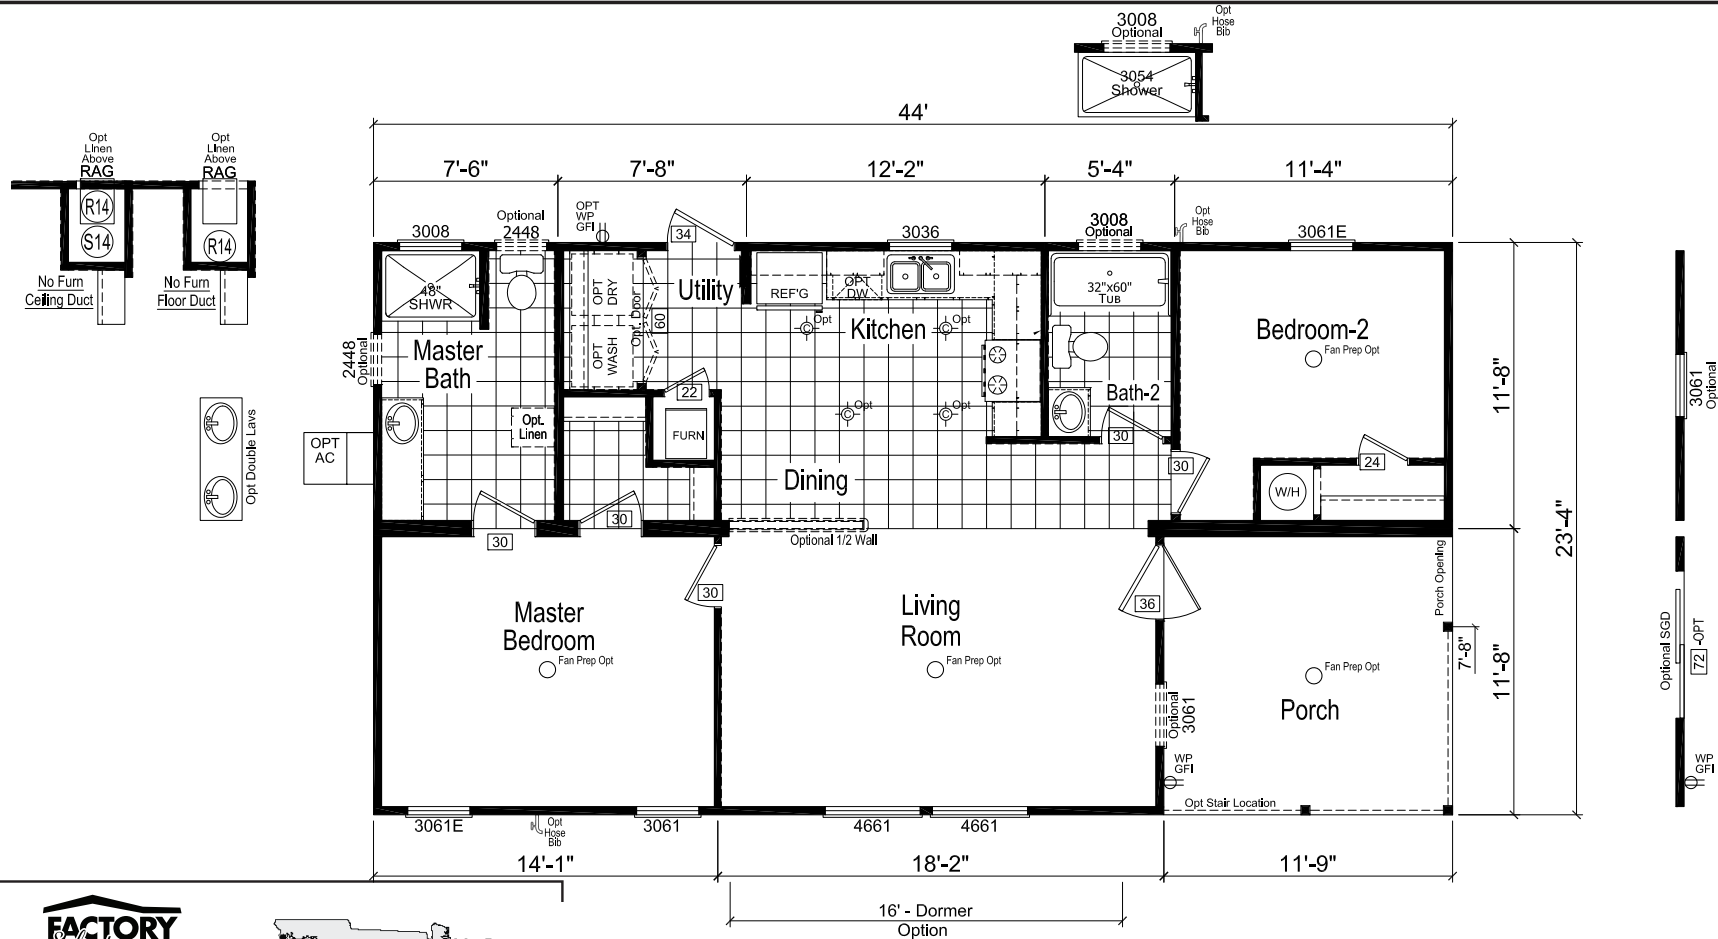 3008
Optional
Opt
Hose
Bib
3054
Shower
44'
Opt
Linen
Above
RAG
Opt
Linen
Above
RAG
R14
S14
R14
No Furn
Ceiling Duct
No Furn
Floor Duct
7'-6"
7'-8"
12'-2"
5'-4"
11'-4"
3008
Optional
2448
OPT
WP
GFI
34
3036
3008
Optional
Opt
Hose
Bib
3061E
48"
SHWR
OPT DRY
OPT WASH
Opt. Door
60
Utility
REF'G
OPT
DW
32"x60"
TUB
Opt
Kitchen
Opt
Bedroom-2
Fan Prep Opt
2448
Optional
Master
Bath
22
Opt
Opt
Bath-2
11'-8"
3061
Optional
Opt Double Lavs
OPT
AC
Opt.
Linen
FURN
30
30
24
Dining
W/H
30
30
Optional 1/2 Wall
23'-4"
30
Master
Bedroom
Fan Prep Opt
Living
Room
Fan Prep Opt
36
Porch Opening
7'-8"
11'-8"
Fan Prep Opt
Porch
Optional SGD
72 -OPT
Optional
3061
WP
GFI
WP
GFI
Opt Stair Location
3061E
Opt
Hose
Bib
3061
4661
4661
14'-1"
18'-2"
11'-9"
16' - Dormer
Option
FACTORY